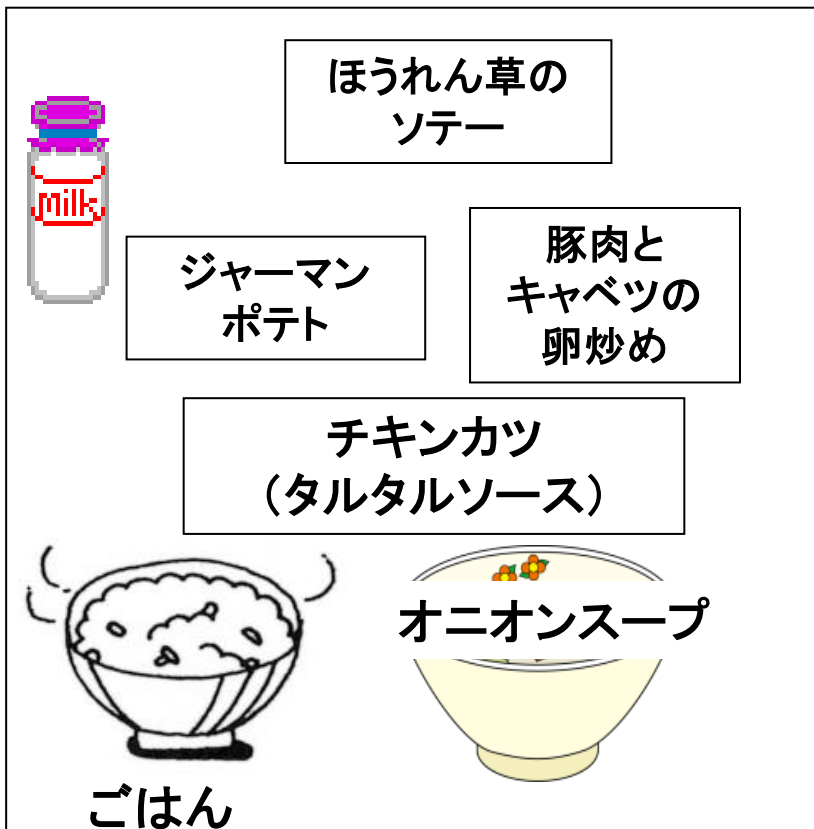 ほうれん草の
ソテー
Milk
ジャーマン
ポテト
豚肉と
キャベツの
卵炒め
チキンカツ
（タルタルソース）
オニオンスープ
ごはん